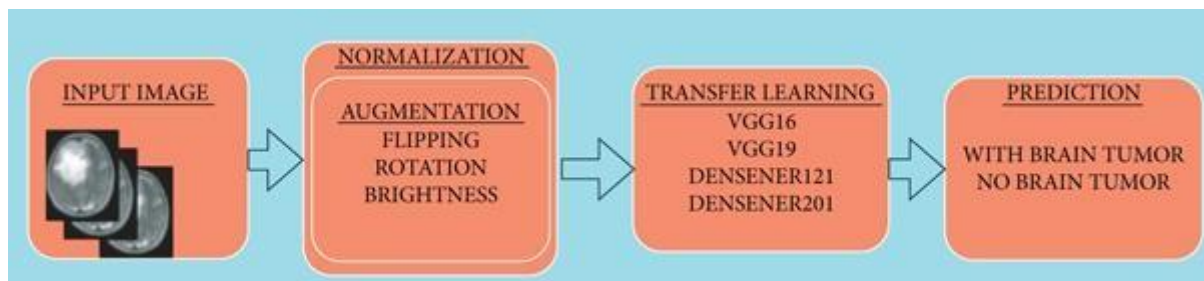 INPUT IMAGE
NORMALIZATION
AUGMENTATION
FLIPPING
ROTATION
BRIGHTNESS
TRANSFER LEARNING
VGG16
VGG19
DENSENER121
DENSENER201
PREDICTION
WITH BRAIN TUMOR
NO BRAIN TUMOR